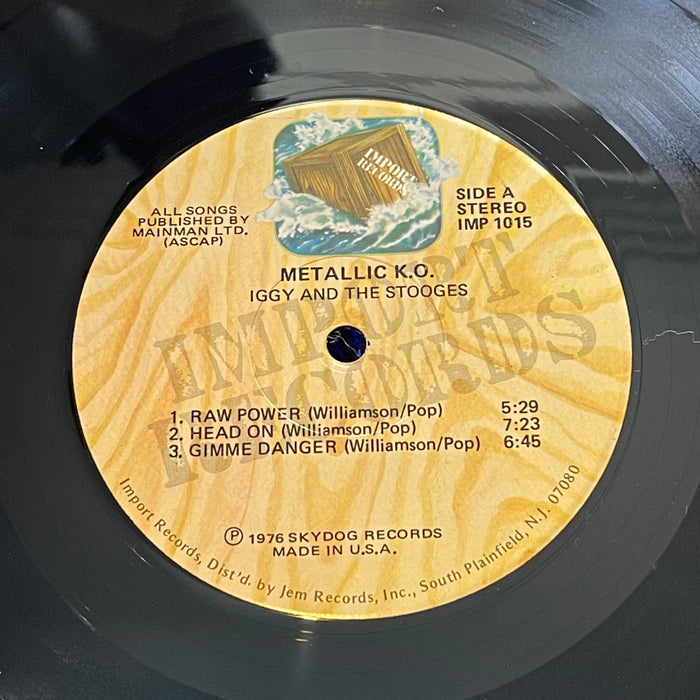 IMPORT
RECORDS
ALL SONGS
PUBLISHED BY
MAINMAN LTD.
(ASCAP)
SIDE A
STEREO
IMP 1015
METALLIC K.O.
IGGY AND THE STOOGES
IMPORT
RECORDS
1. RAW POWER (Williamson/Pop) 5:29
2. HEAD ON (Williamson/Pop) 7:23
3. GIMME DANGER (Williamson/Pop) 6:45
Ⓟ 1976 SKYDOG RECORDS
MADE IN U.S.A.
Import Records, Dist'd. by Jem Records, Inc., South Plainfield, N.J. 07080